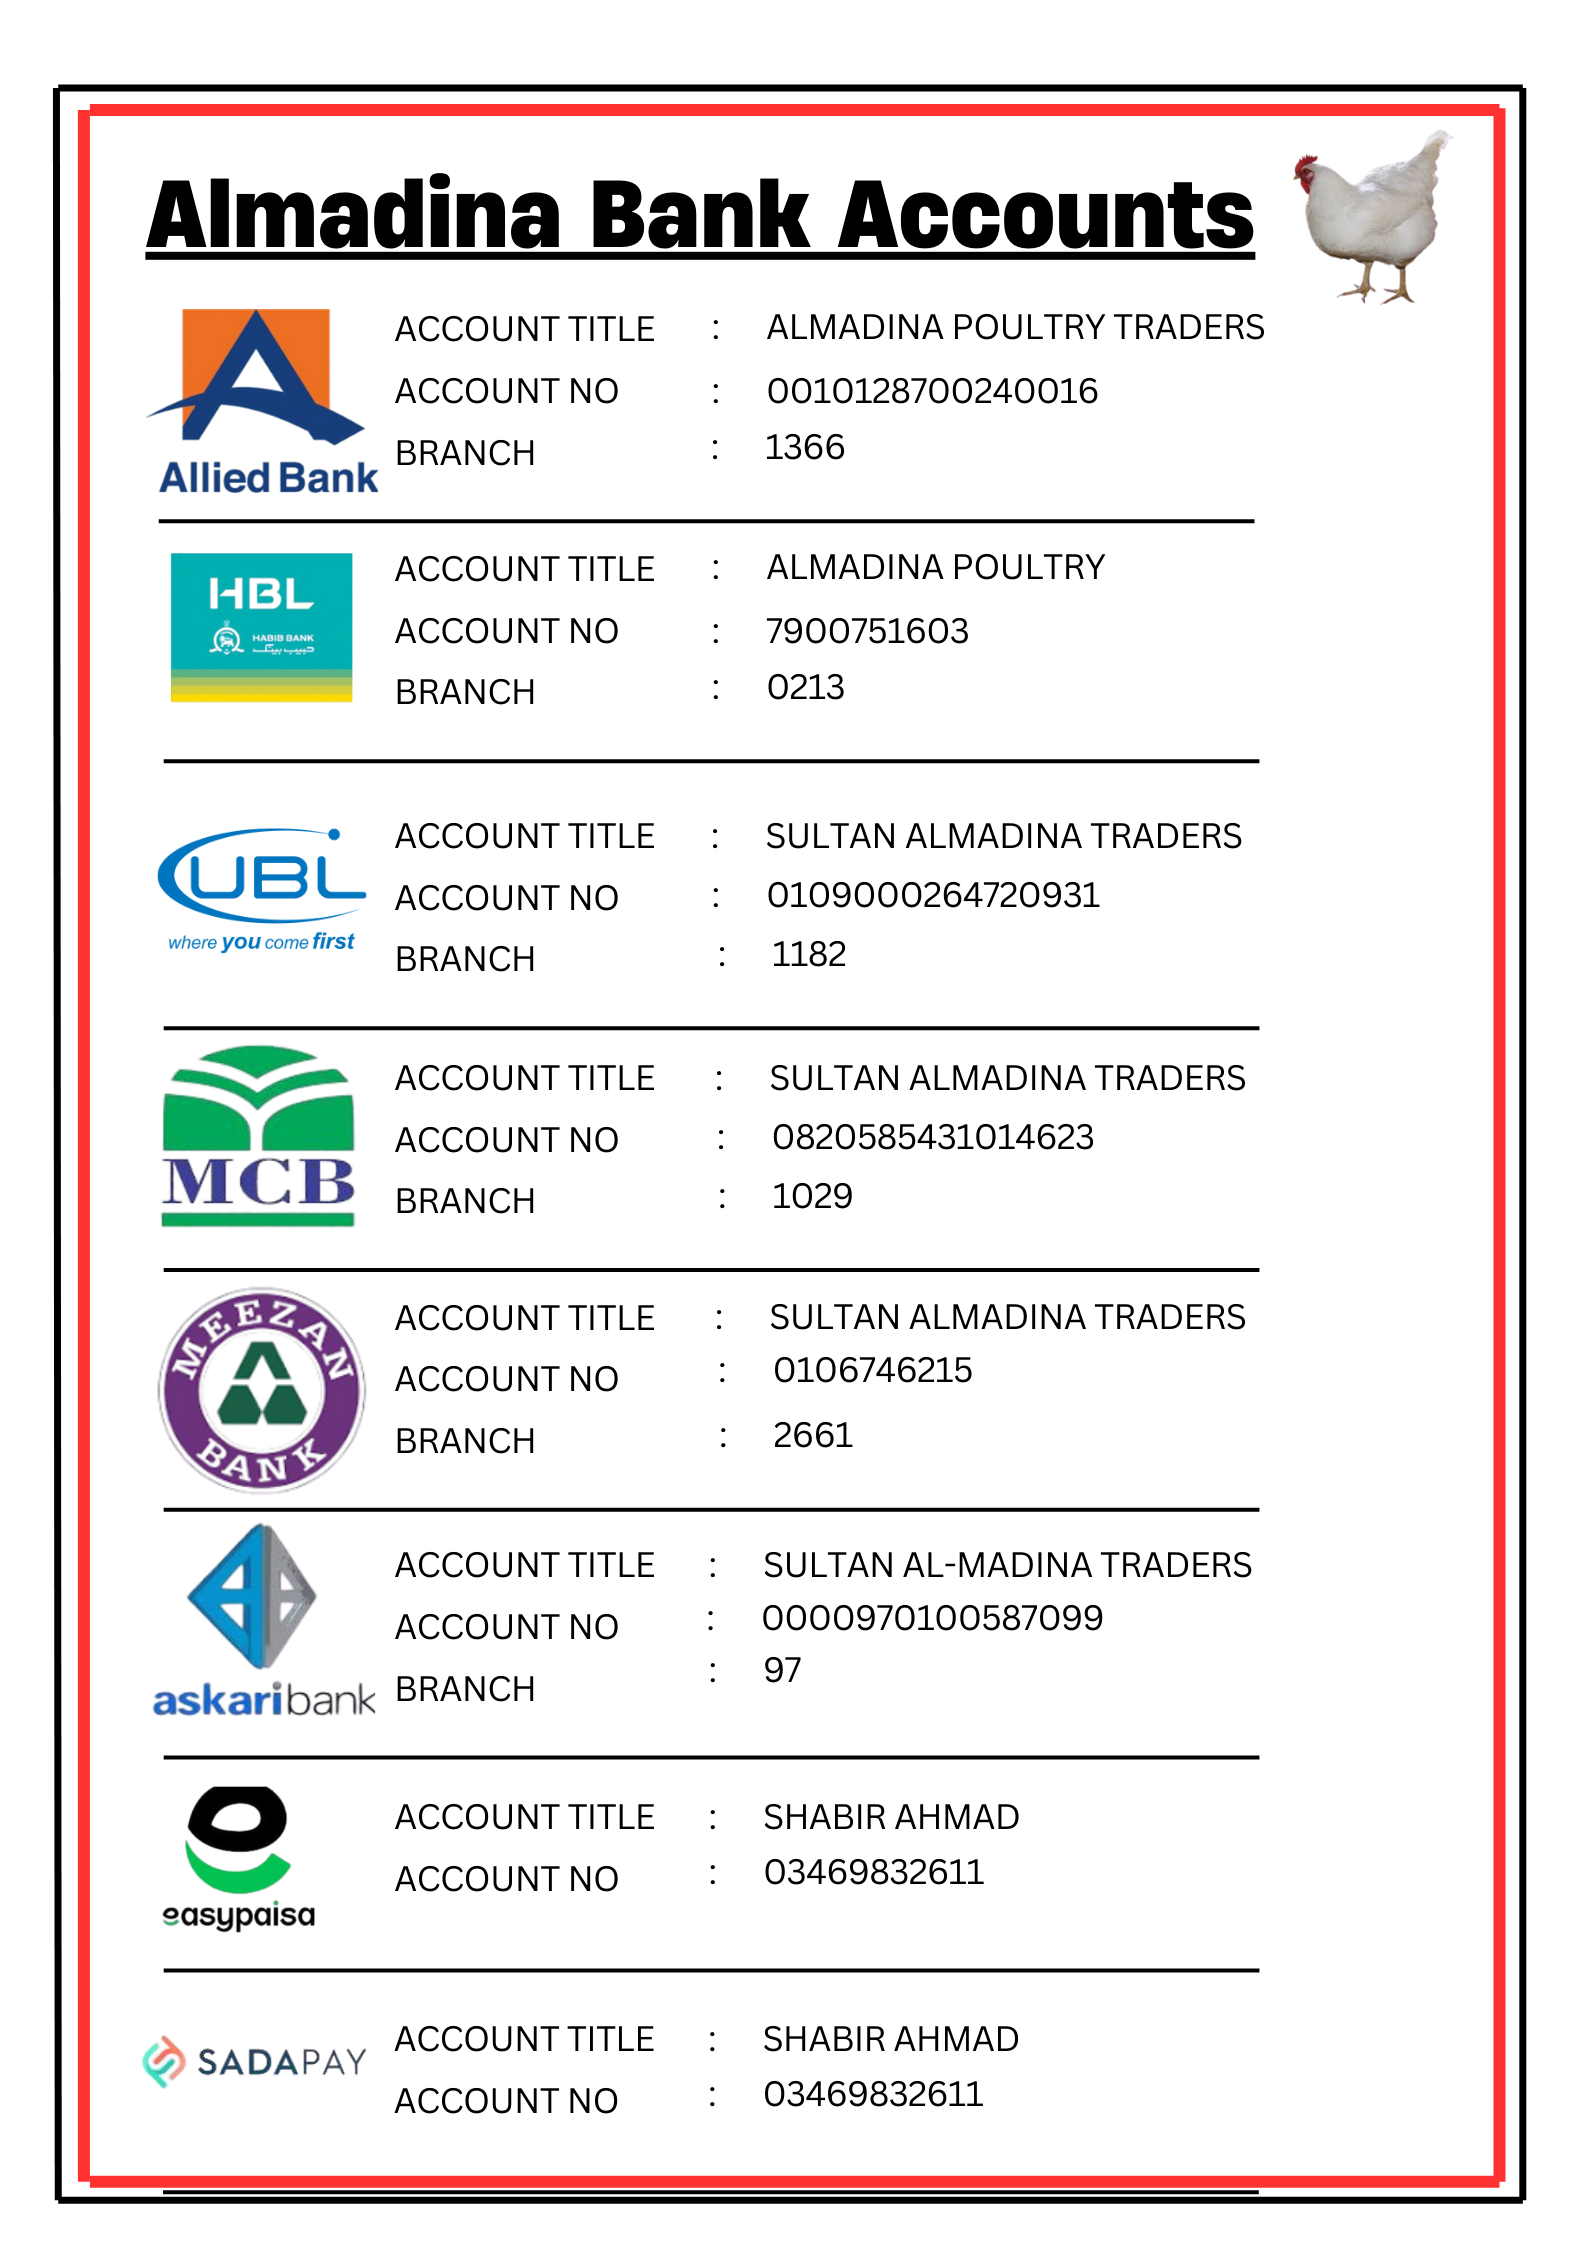 Almadina Bank Accounts
Allied Bank
ACCOUNT TITLE : ALMADINA POULTRY TRADERS
ACCOUNT NO : 0010128700240016
BRANCH : 1366
HBL
HABIB BANK
حبیب بینک
ACCOUNT TITLE : ALMADINA POULTRY
ACCOUNT NO : 7900751603
BRANCH : 0213
UBL
where you come first
ACCOUNT TITLE : SULTAN ALMADINA TRADERS
ACCOUNT NO : 0109000264720931
BRANCH : 1182
MCB
ACCOUNT TITLE : SULTAN ALMADINA TRADERS
ACCOUNT NO : 0820585431014623
BRANCH : 1029
MEEZAN BANK
ACCOUNT TITLE : SULTAN ALMADINA TRADERS
ACCOUNT NO : 0106746215
BRANCH : 2661
askaribank
ACCOUNT TITLE : SULTAN AL-MADINA TRADERS
ACCOUNT NO : 0000970100587099
BRANCH : 97
easypaisa
ACCOUNT TITLE : SHABIR AHMAD
ACCOUNT NO : 03469832611
SADAPAY
ACCOUNT TITLE : SHABIR AHMAD
ACCOUNT NO : 03469832611